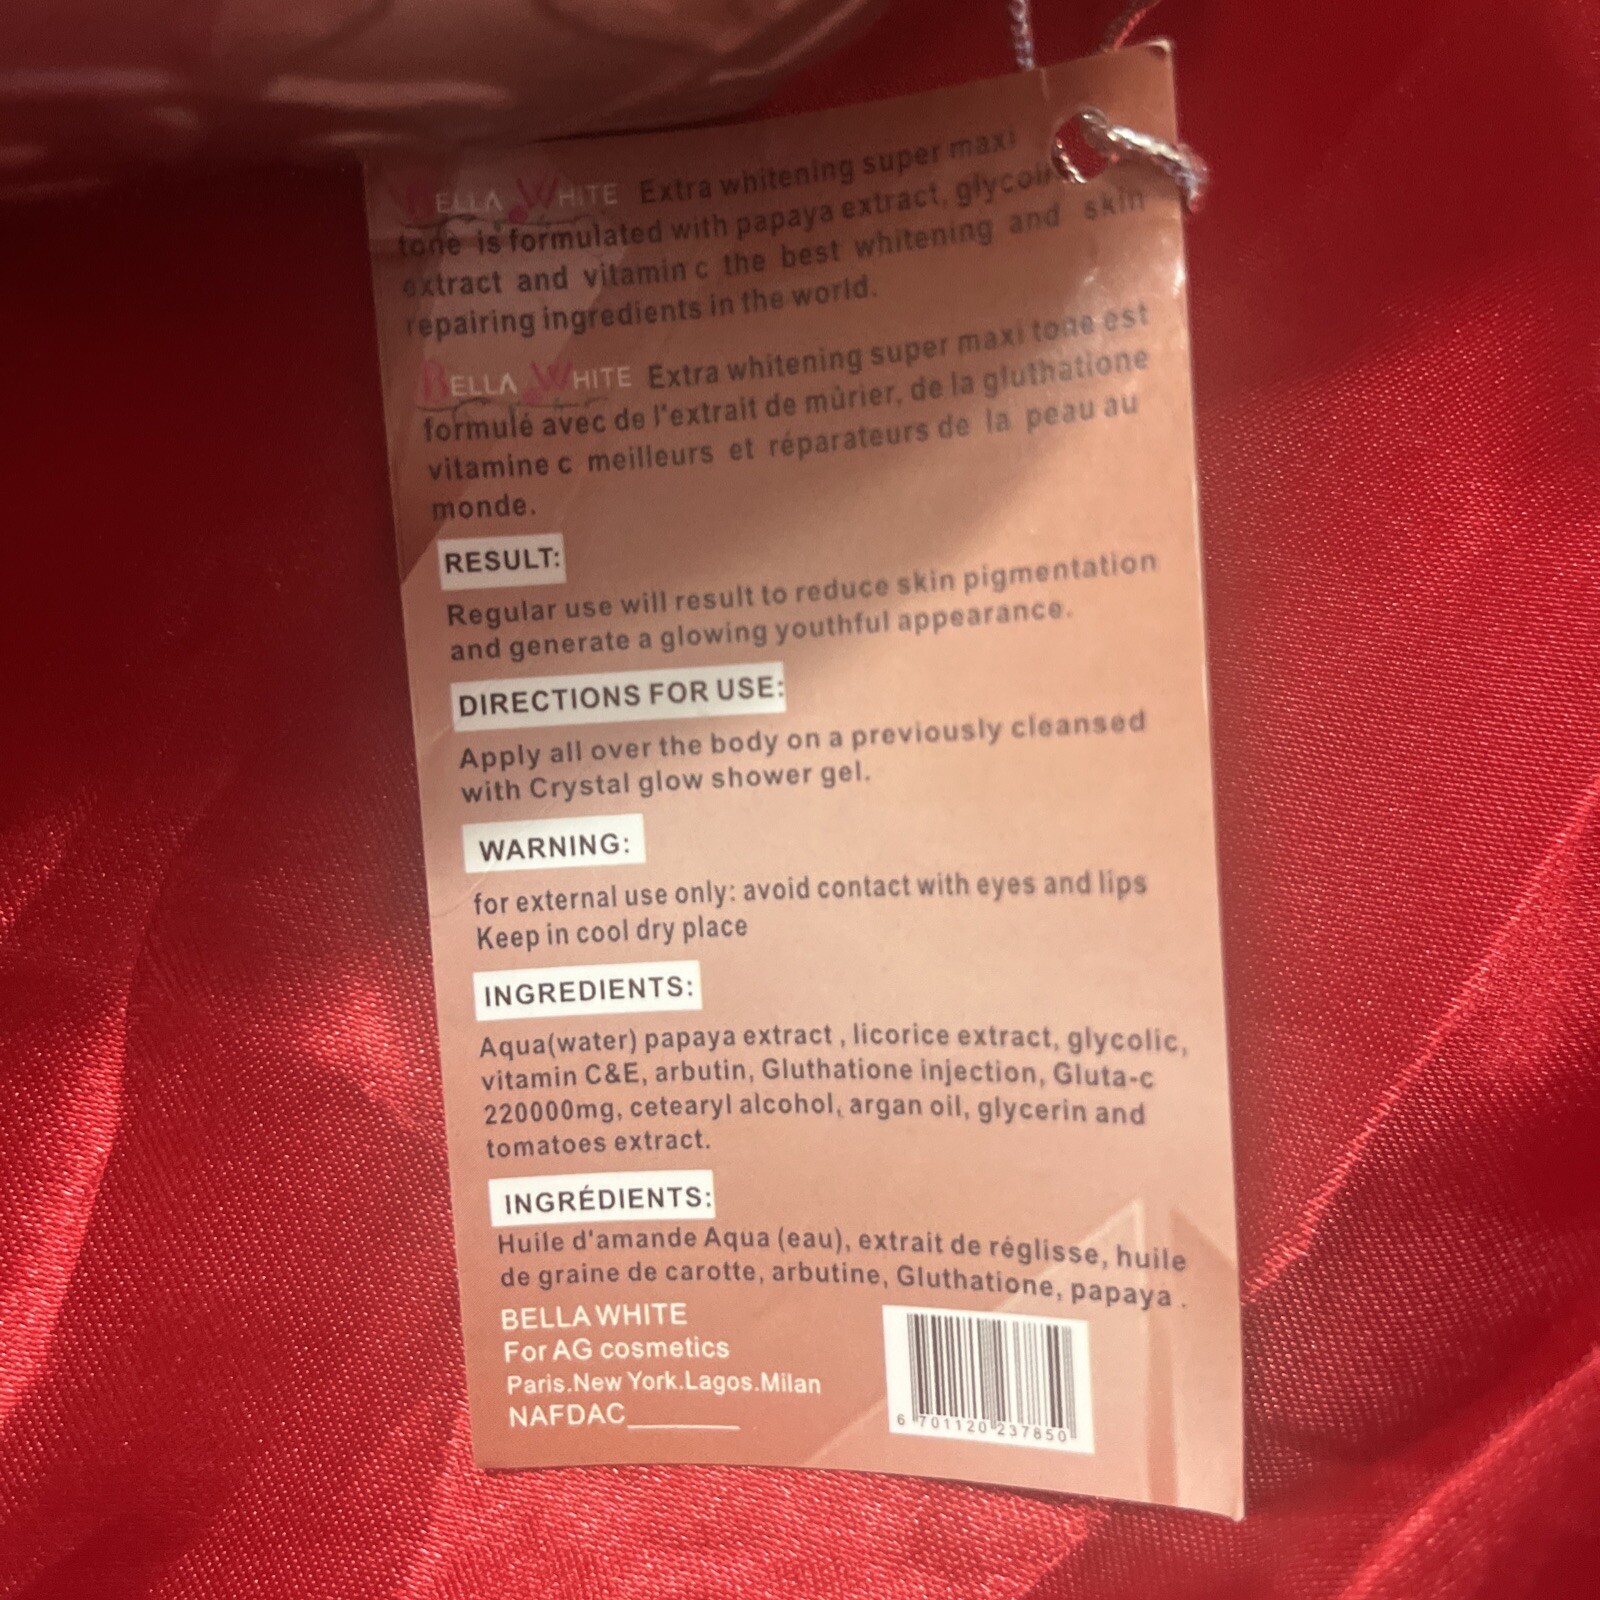 BELLA WHITE Extra whitening super maxi
tone is formulated with papaya extract, glycolic
extract and vitamin c the best whitening and skin
repairing ingredients in the world.
BELLA WHITE Extra whitening super maxi tone est
formulé avec de l'extrait de mûrier, de la gluthatione
vitamine c meilleurs et réparateurs de la peau au
monde.
RESULT:
Regular use will result to reduce skin pigmentation
and generate a glowing youthful appearance.
DIRECTIONS FOR USE:
Apply all over the body on a previously cleansed
with Crystal glow shower gel.
WARNING:
for external use only: avoid contact with eyes and lips
Keep in cool dry place
INGREDIENTS:
Aqua(water) papaya extract , licorice extract, glycolic,
vitamin C&E, arbutin, Gluthatione injection, Gluta-c
220000mg, cetearyl alcohol, argan oil, glycerin and
tomatoes extract.
INGRÉDIENTS:
Huile d'amande Aqua (eau), extrait de réglisse, huile
de graine de carotte, arbutine, Gluthatione, papaya .
BELLA WHITE
For AG cosmetics
Paris.New York.Lagos.Milan
NAFDAC________
6 701120 237850